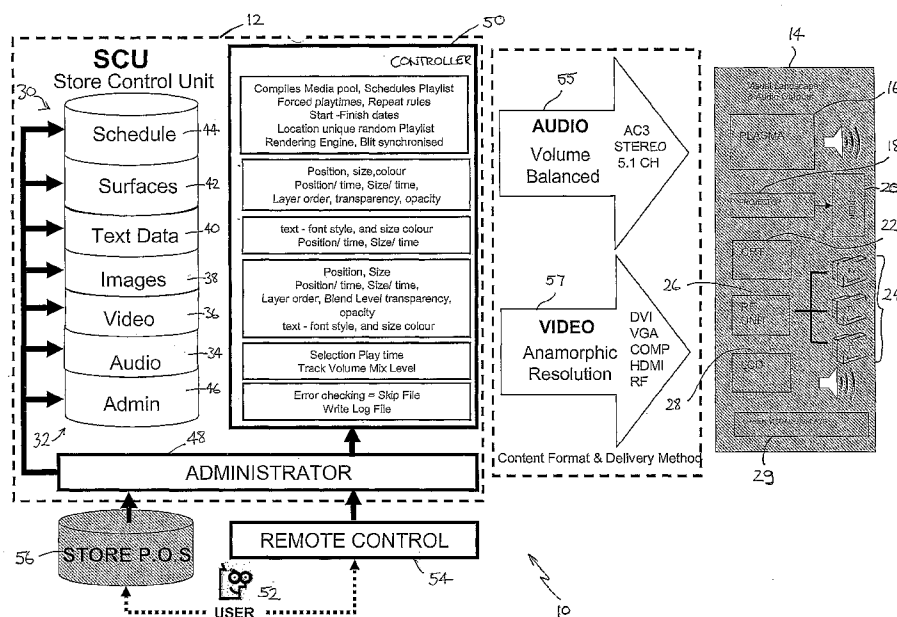 12
50
14
SCU
Store Control Unit
CONTROLLER
30
Schedule
44
Surfaces
42
Text Data
40
Images
38
Video
36
Audio
34
Admin
46
32
Compiles Media pool, Schedules Playlist
Forced playtimes, Repeat rules
Start -Finish dates
Location unique random Playlist
Rendering Engine, Blit synchronised
Position, size,colour
Position/ time, Size/ time,
Layer order, transparency, opacity
text - font style, and size colour
Position/ time, Size/ time
Position, Size
Position/ time, Size/ time,
Layer order, Blend Level/ transparency,
opacity
text - font style, and size colour
Selection Play time
Track Volume Mix Level
Error checking = Skip File
Write Log File
48
ADMINISTRATOR
56
STORE P.O.S
REMOTE CONTROL
54
52
USER
55
AUDIO
Volume
Balanced
AC3
STEREO
5.1 CH
57
VIDEO
Anamorphic
Resolution
DVI
VGA
COMP
HDMI
RF
Content Format & Delivery Method
PLASMA
16
18
20
CRT
22
26
RF
24
28
LCD
29
10